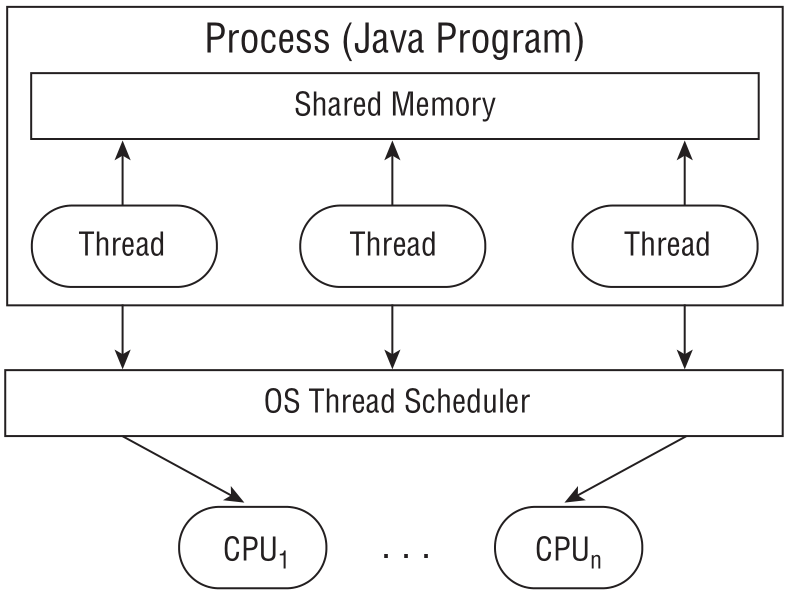 Process (Java Program)
Shared Memory
Thread Thread Thread
OS Thread Scheduler
CPU₁ . . . CPUₙ